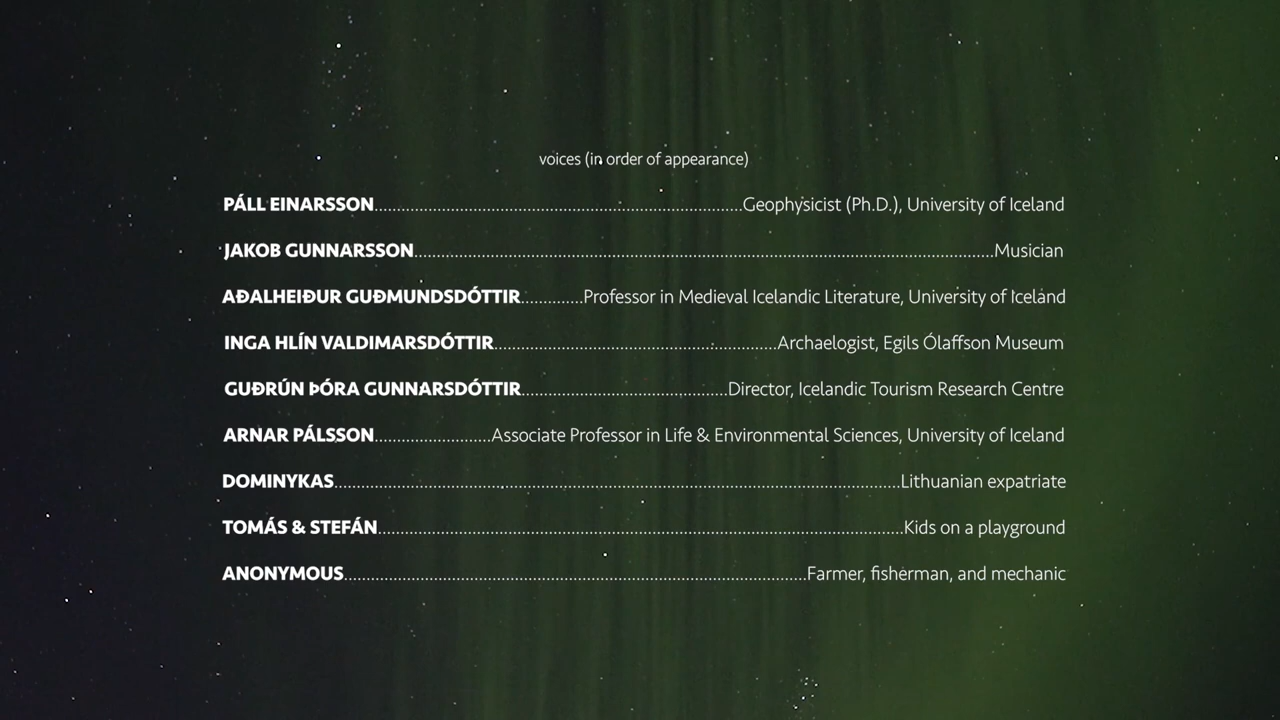 voices (in order of appearance)
PÁLL EINARSSON..........................................................................................Geophysicist (Ph.D.), University of Iceland
JAKOB GUNNARSSON..............................................................................................................................................Musician
AÐALHEIÐUR GUÐMUNDSDÓTTIR...............Professor in Medieval Icelandic Literature, University of Iceland
INGA HLÍN VALDIMARSDÓTTIR.....................................................................Archaelogist, Egils Ólaffson Museum
GUÐRÚN ÞÓRA GUNNARSDÓTTIR..................................................Director, Icelandic Tourism Research Centre
ARNAR PÁLSSON............................Associate Professor in Life & Environmental Sciences, University of Iceland
DOMINYKAS..........................................................................................................................................Lithuanian expatriate
TOMÁS & STEFÁN................................................................................................................................Kids on a playground
ANONYMOUS.................................................................................................................Farmer, fisherman, and mechanic